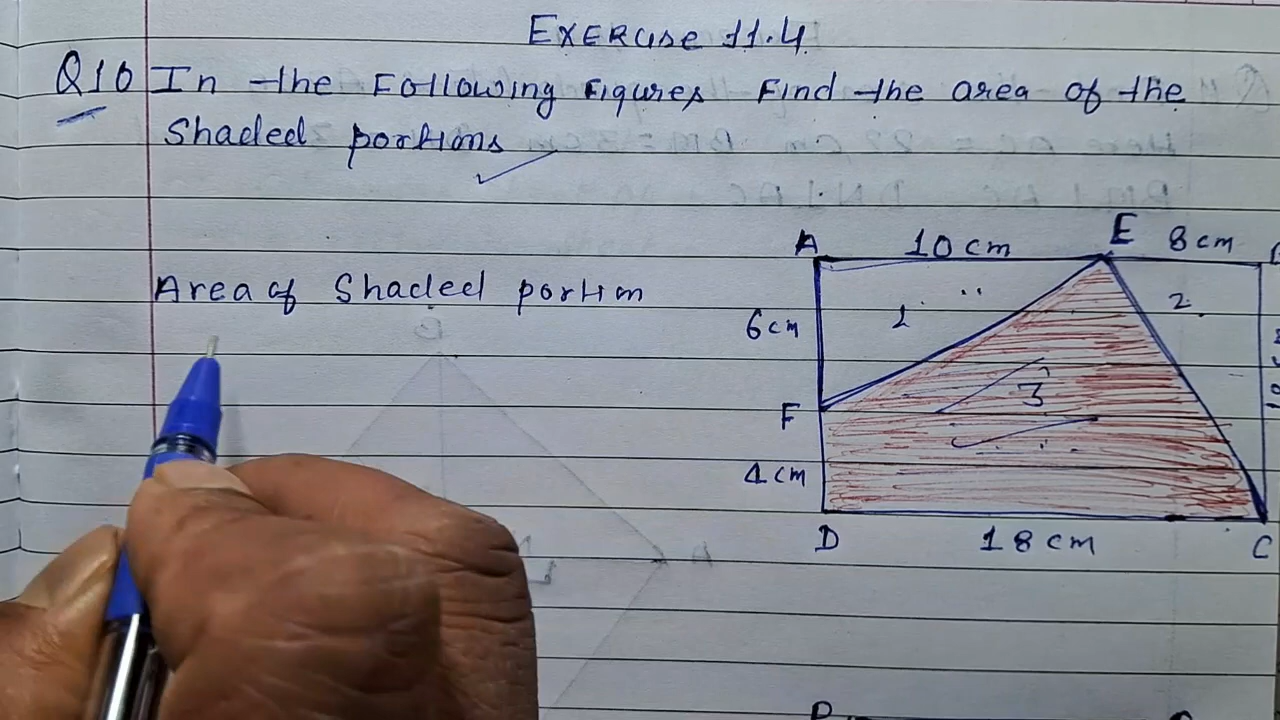 Exercise 11.4
Q10 In the Following Figures Find the area of the
Shaded portions
A 10 cm E 8 cm
Area of Shaded portion
6 cm 1 2
3
F
4 cm
D 18 cm C